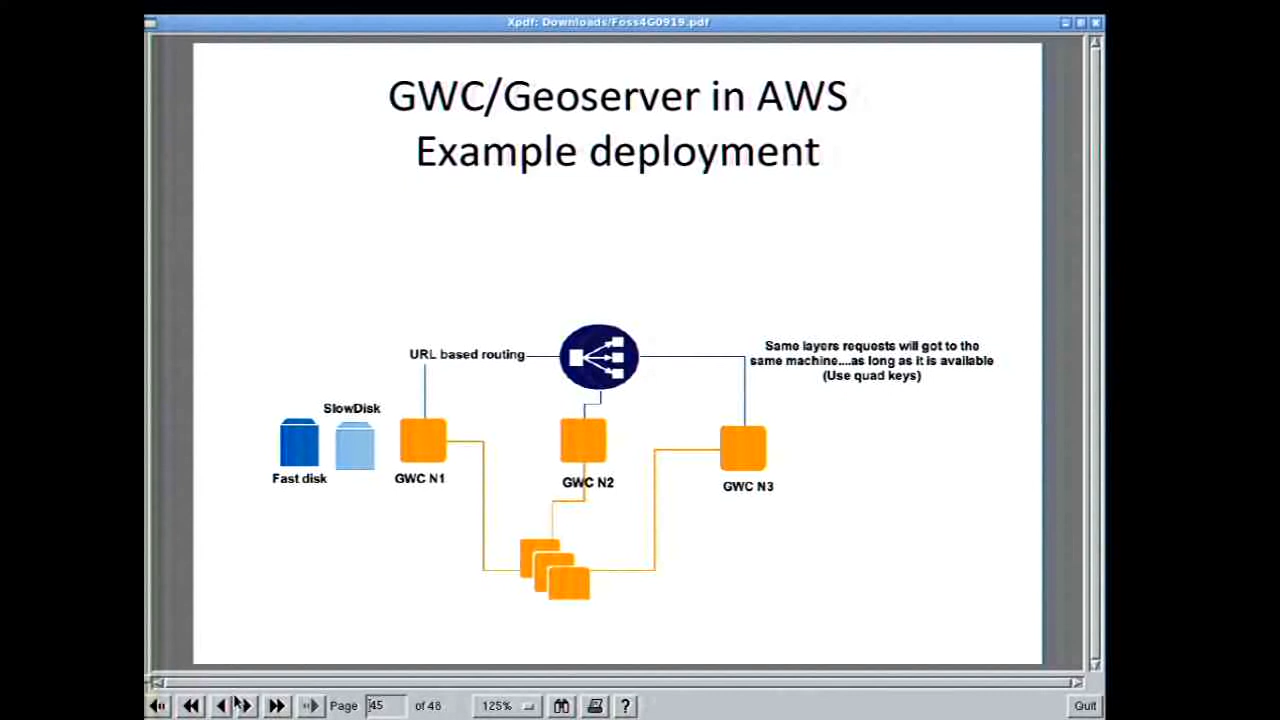 Xpdf: Downloads/Foss4G0919.pdf
GWC/Geoserver in AWS
Example deployment
URL based routing
Same layers requests will got to the
same machine....as long as it is available
(Use quad keys)
SlowDisk
Fast disk
GWC N1
GWC N2
GWC N3
Page 45 of 48 125% ? Quit